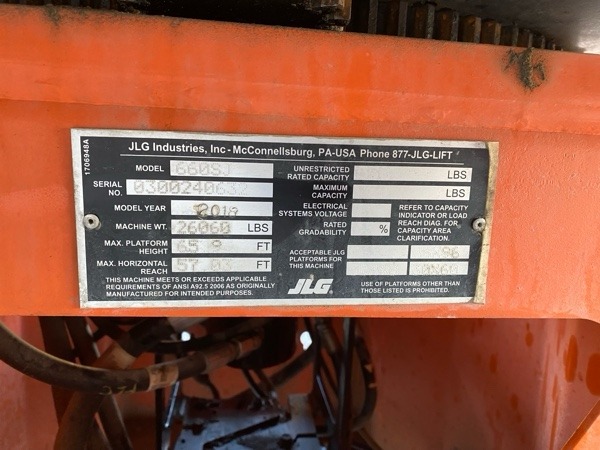 JLG Industries, Inc - McConnellsburg, PA-USA Phone 877-JLG-LIFT
MODEL 660SJ
SERIAL NO. 0300240632
MODEL YEAR
MACHINE WT. 26060 LBS
MAX. PLATFORM HEIGHT 65 9 FT
MAX. HORIZONTAL REACH 57 03 FT
THIS MACHINE MEETS OR EXCEEDS APPLICABLE
REQUIREMENTS OF ANSI A92.5 2006 AS ORIGINALLY
MANUFACTURED FOR INTENDED PURPOSES.
UNRESTRICTED RATED CAPACITY LBS
MAXIMUM CAPACITY LBS
ELECTRICAL SYSTEMS VOLTAGE
RATED GRADABILITY %
REFER TO CAPACITY
INDICATOR OR LOAD
REACH DIAG. FOR
CAPACITY AREA
CLARIFICATION.
ACCEPTABLE JLG
PLATFORMS FOR
THIS MACHINE
JLG
USE OF PLATFORMS OTHER THAN
THOSE LISTED IS PROHIBITED.
1706948A